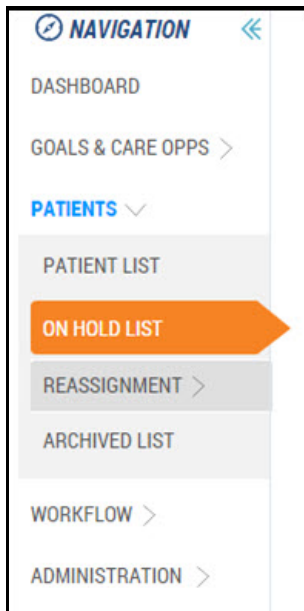 NAVIGATION
DASHBOARD
GOALS & CARE OPPS
PATIENTS
PATIENT LIST
ON HOLD LIST
REASSIGNMENT
ARCHIVED LIST
WORKFLOW
ADMINISTRATION